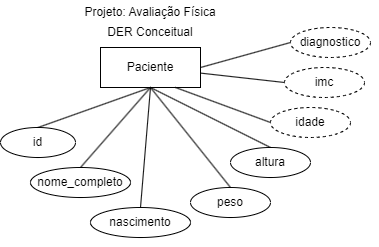 Projeto: Avaliação Física
DER Conceitual
Paciente
diagnostico
imc
idade
altura
peso
nascimento
nome_completo
id